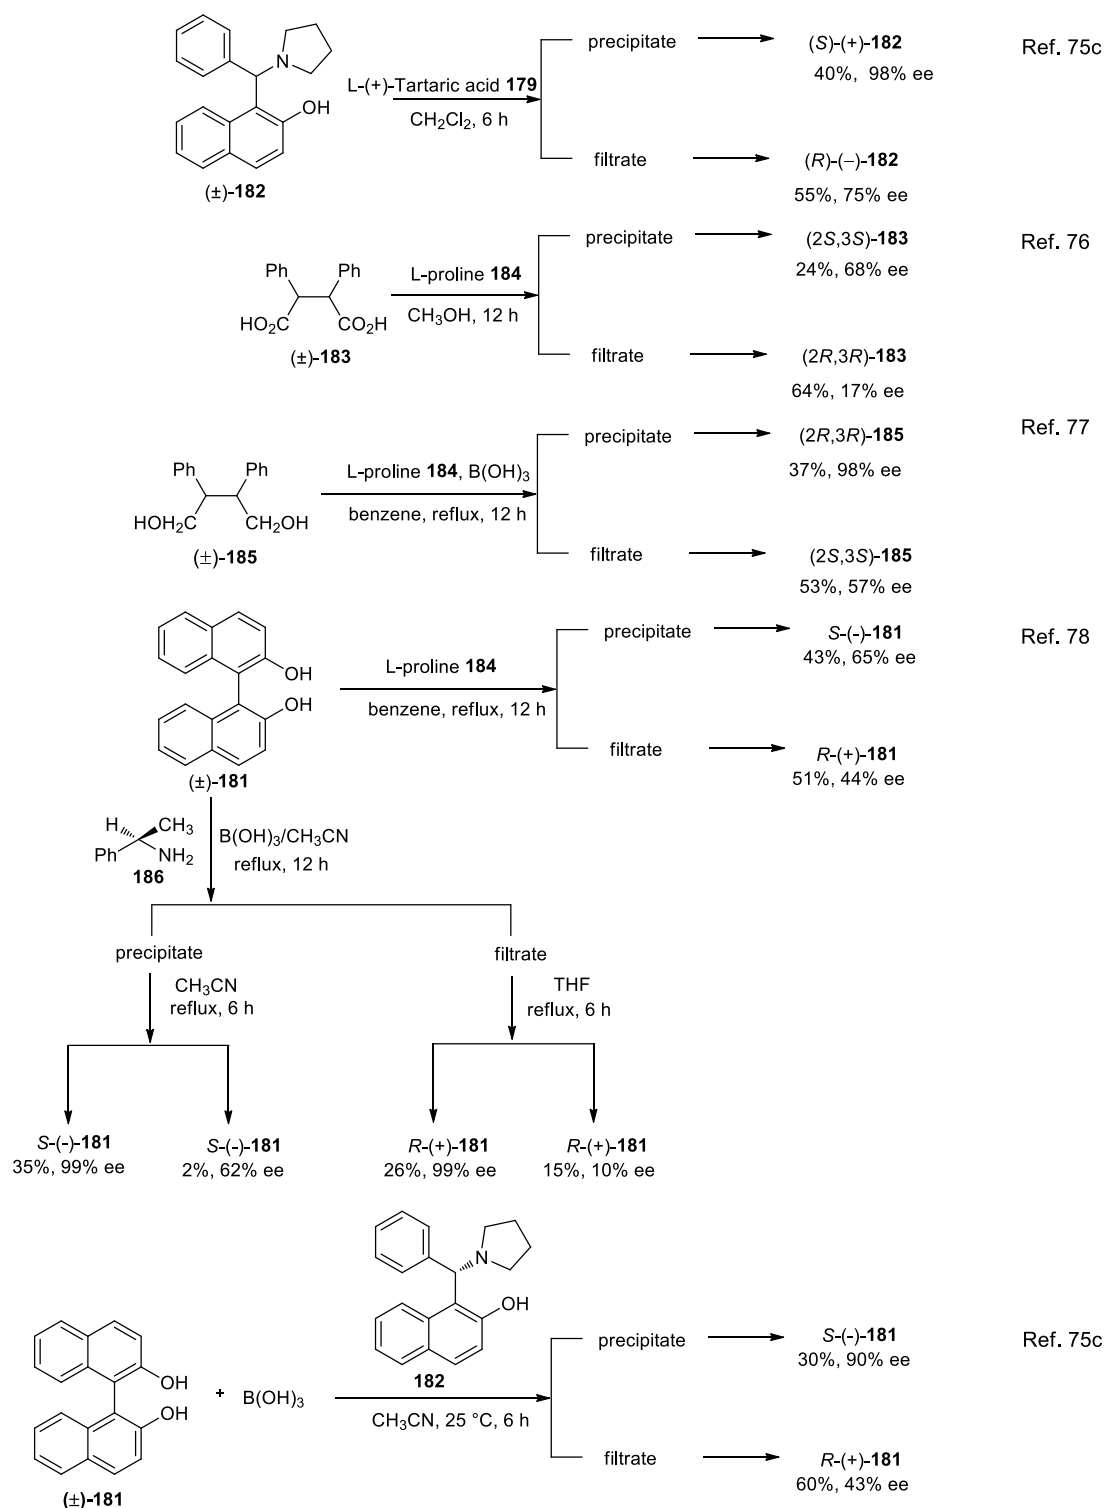 N
OH
(±)-182
L-(+)-Tartaric acid 179
CH2Cl2, 6 h
precipitate
(S)-(+)-182
40%, 98% ee
Ref. 75c
filtrate
(R)-(–)-182
55%, 75% ee
Ph Ph
HO2C CO2H
(±)-183
L-proline 184
CH3OH, 12 h
precipitate
(2S,3S)-183
24%, 68% ee
Ref. 76
filtrate
(2R,3R)-183
64%, 17% ee
Ph Ph
HOH2C CH2OH
(±)-185
L-proline 184, B(OH)3
benzene, reflux, 12 h
precipitate
(2R,3R)-185
37%, 98% ee
Ref. 77
filtrate
(2S,3S)-185
53%, 57% ee
OH
OH
(±)-181
L-proline 184
benzene, reflux, 12 h
precipitate
S-(-)-181
43%, 65% ee
Ref. 78
filtrate
R-(+)-181
51%, 44% ee
H CH3
Ph NH2
186
B(OH)3/CH3CN
reflux, 12 h
precipitate
filtrate
CH3CN
reflux, 6 h
THF
reflux, 6 h
S-(-)-181
35%, 99% ee
S-(-)-181
2%, 62% ee
R-(+)-181
26%, 99% ee
R-(+)-181
15%, 10% ee
OH
OH
(±)-181
+ B(OH)3
N
OH
182
CH3CN, 25 °C, 6 h
precipitate
S-(-)-181
30%, 90% ee
Ref. 75c
filtrate
R-(+)-181
60%, 43% ee